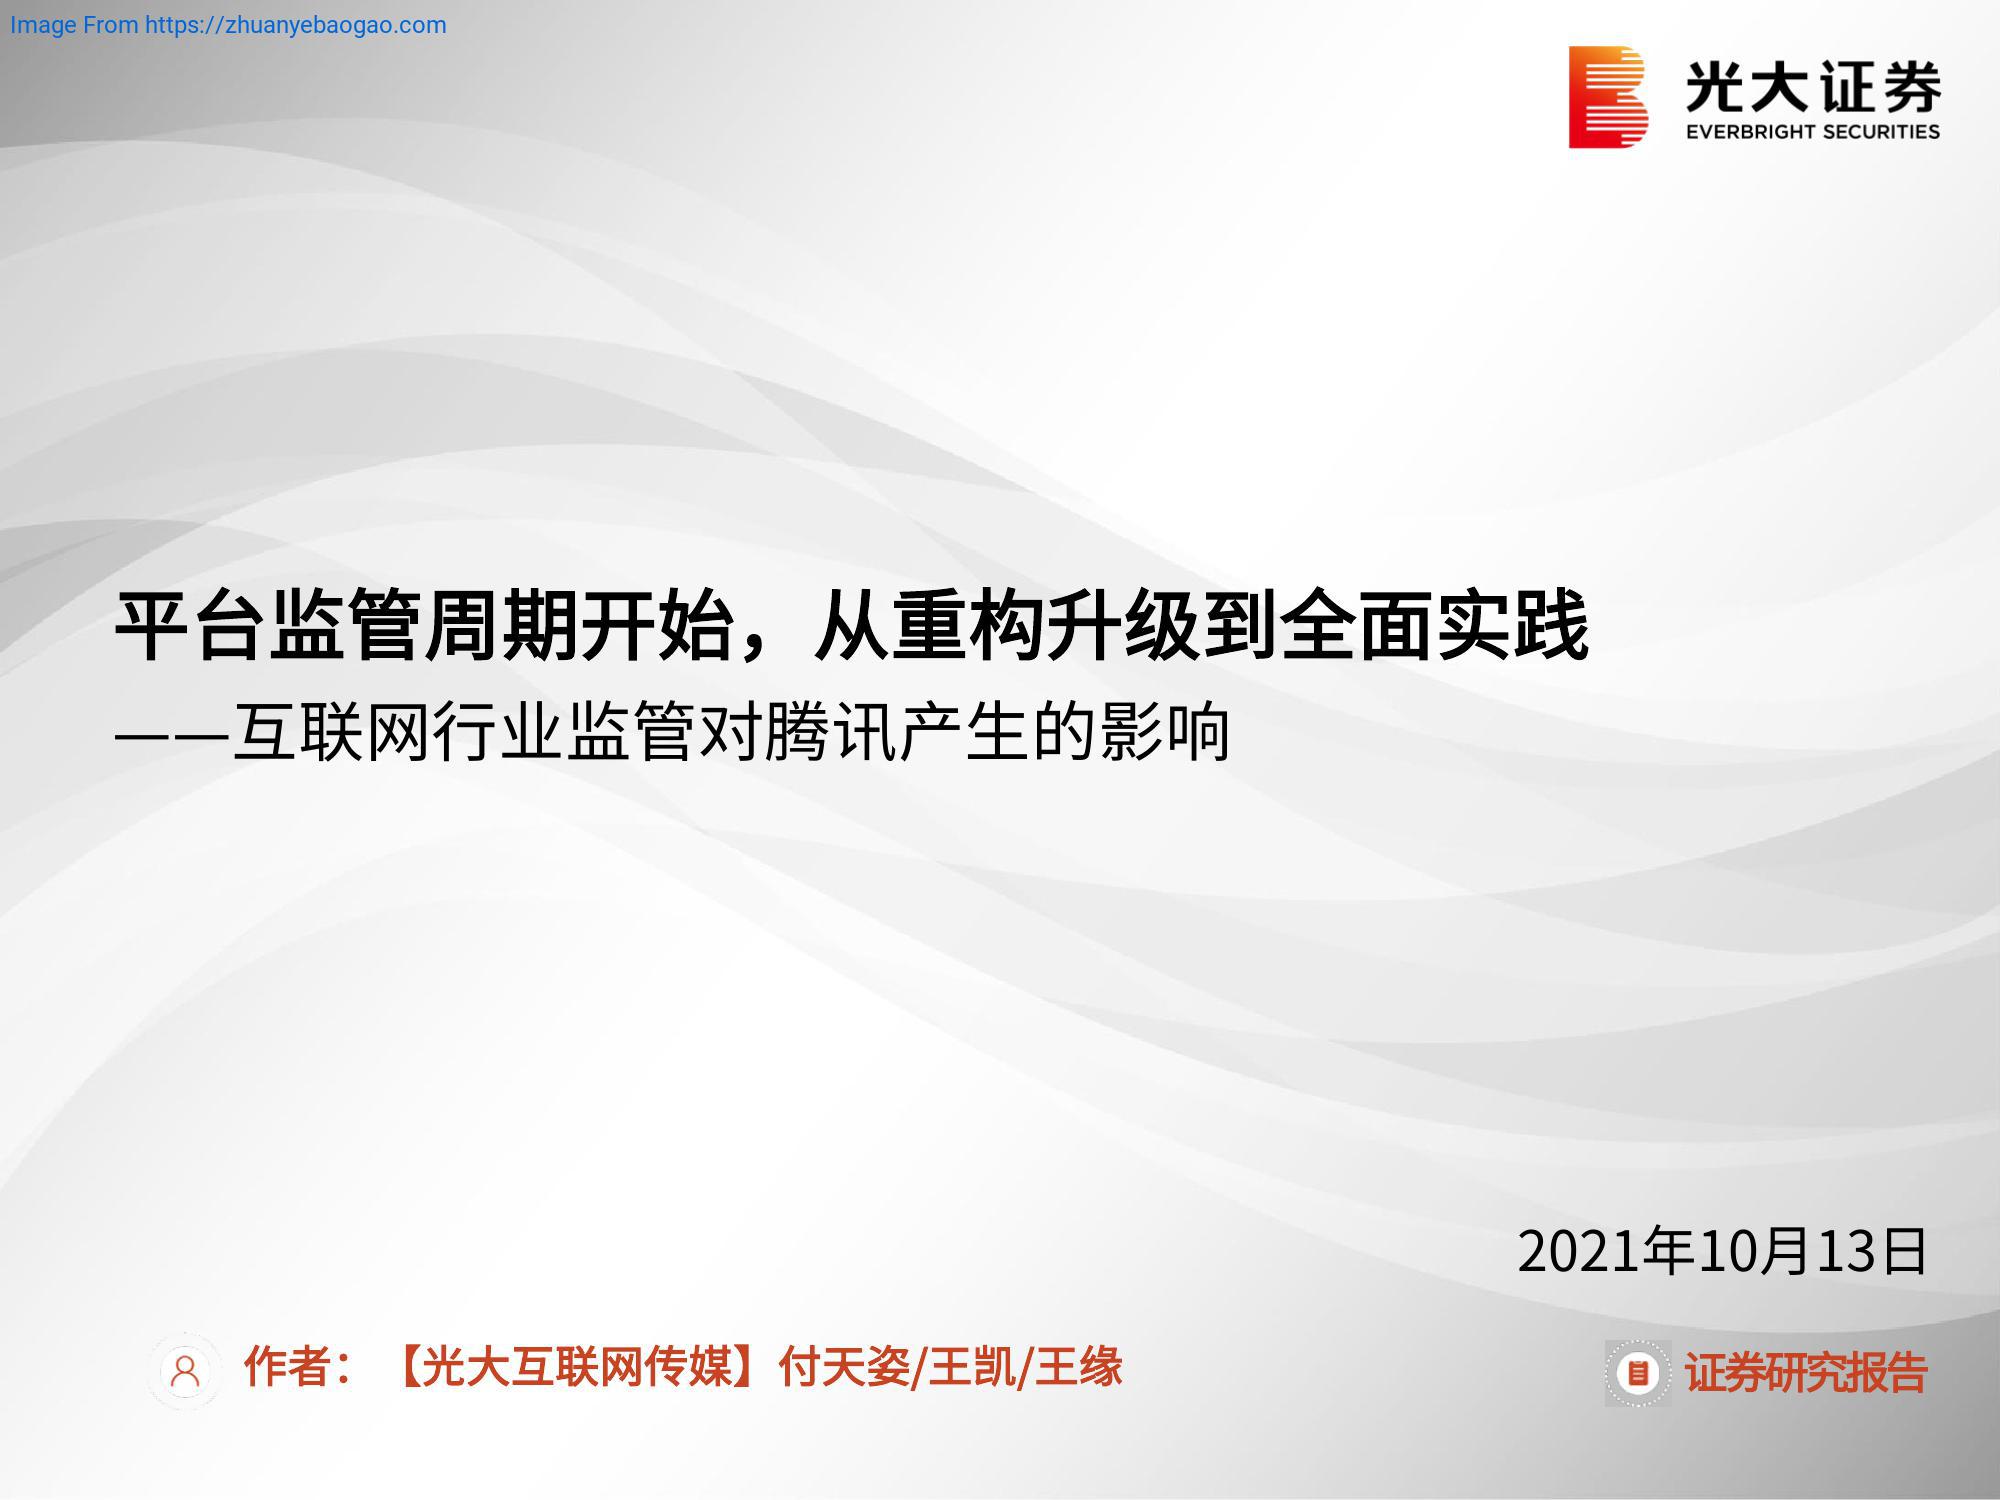 Image From https://zhuanyebaogao.com
光大证券
EVERBRIGHT SECURITIES
平台监管周期开始，从重构升级到全面实践
——互联网行业监管对腾讯产生的影响
2021年10月13日
作者：【光大互联网传媒】付天姿/王凯/王缘
证券研究报告